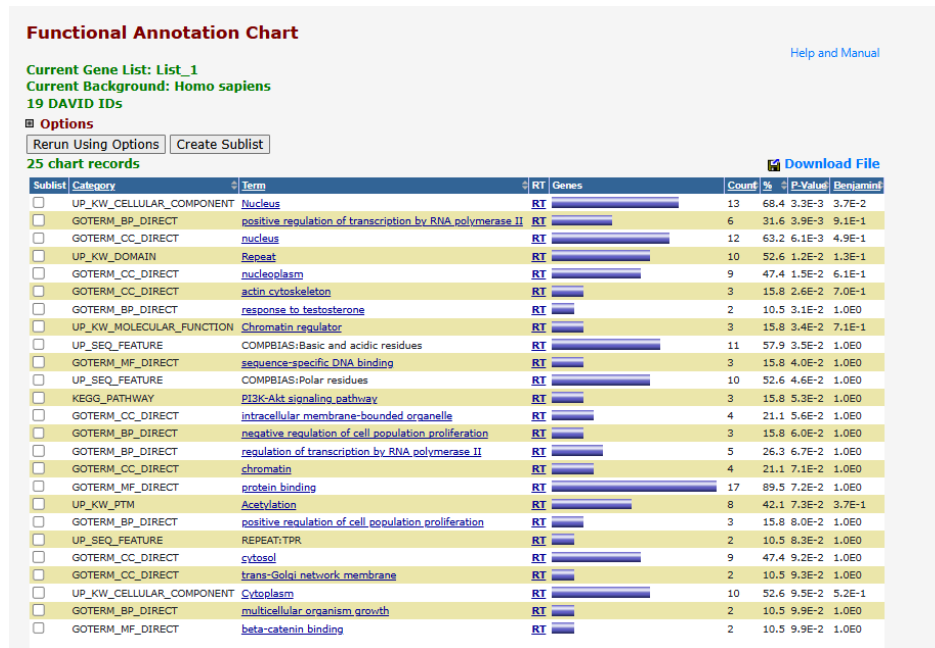 Functional Annotation Chart
Help and Manual
Current Gene List: List_1
Current Background: Homo sapiens
19 DAVID IDs
Options
Rerun Using Options Create Sublist
25 chart records Download File
Sublist Category Term RT Genes Count % P-Value Benjamini
UP_KW_CELLULAR_COMPONENT Nucleus RT 13 68.4 3.3E-3 3.7E-2
GOTERM_BP_DIRECT positive regulation of transcription by RNA polymerase II RT 6 31.6 3.9E-3 9.1E-1
GOTERM_CC_DIRECT nucleus RT 12 63.2 6.1E-3 4.9E-1
UP_KW_DOMAIN Repeat RT 10 52.6 1.2E-2 1.3E-1
GOTERM_CC_DIRECT nucleoplasm RT 9 47.4 1.5E-2 6.1E-1
GOTERM_CC_DIRECT actin cytoskeleton RT 3 15.8 2.6E-2 7.0E-1
GOTERM_BP_DIRECT response to testosterone RT 2 10.5 3.1E-2 1.0E0
UP_KW_MOLECULAR_FUNCTION Chromatin regulator RT 3 15.8 3.4E-2 7.1E-1
UP_SEQ_FEATURE COMPBIAS:Basic and acidic residues RT 11 57.9 3.5E-2 1.0E0
GOTERM_MF_DIRECT sequence-specific DNA binding RT 3 15.8 4.0E-2 1.0E0
UP_SEQ_FEATURE COMPBIAS:Polar residues RT 10 52.6 4.6E-2 1.0E0
KEGG_PATHWAY PI3K-Akt signaling pathway RT 3 15.8 5.3E-2 1.0E0
GOTERM_CC_DIRECT intracellular membrane-bounded organelle RT 4 21.1 5.6E-2 1.0E0
GOTERM_BP_DIRECT negative regulation of cell population proliferation RT 3 15.8 6.0E-2 1.0E0
GOTERM_BP_DIRECT regulation of transcription by RNA polymerase II RT 5 26.3 6.7E-2 1.0E0
GOTERM_CC_DIRECT chromatin RT 4 21.1 7.1E-2 1.0E0
GOTERM_MF_DIRECT protein binding RT 17 89.5 7.2E-2 1.0E0
UP_KW_PTM Acetylation RT 8 42.1 7.3E-2 3.7E-1
GOTERM_BP_DIRECT positive regulation of cell population proliferation RT 3 15.8 8.0E-2 1.0E0
UP_SEQ_FEATURE REPEAT:TPR RT 2 10.5 8.3E-2 1.0E0
GOTERM_CC_DIRECT cytosol RT 9 47.4 9.2E-2 1.0E0
GOTERM_CC_DIRECT trans-Golgi network membrane RT 2 10.5 9.3E-2 1.0E0
UP_KW_CELLULAR_COMPONENT Cytoplasm RT 10 52.6 9.5E-2 5.2E-1
GOTERM_BP_DIRECT multicellular organism growth RT 2 10.5 9.9E-2 1.0E0
GOTERM_MF_DIRECT beta-catenin binding RT 2 10.5 9.9E-2 1.0E0